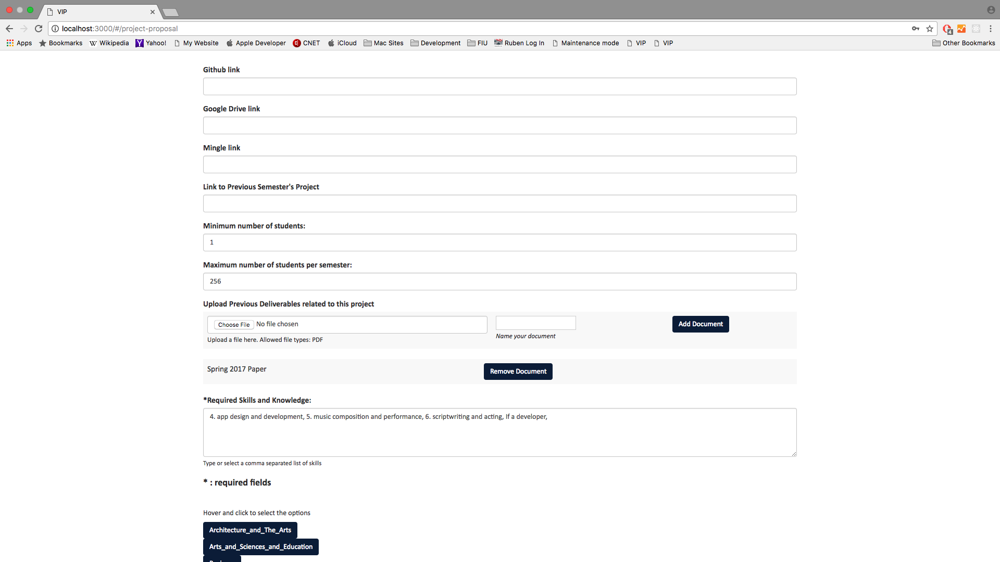 VIP
localhost:3000/#/project-proposal
4
Apps Bookmarks Wikipedia Yahoo! My Website Apple Developer CNET iCloud Mac Sites Development FIU Ruben Log In Maintenance mode VIP VIP Other Bookmarks
Github link
Google Drive link
Mingle link
Link to Previous Semester's Project
Minimum number of students:
1
Maximum number of students per semester:
256
Upload Previous Deliverables related to this project
Choose File No file chosen
Add Document
Upload a file here. Allowed file types: PDF
Name your document
Spring 2017 Paper
Remove Document
*Required Skills and Knowledge:
4. app design and development, 5. music composition and performance, 6. scriptwriting and acting, If a developer,
Type or select a comma separated list of skills
* : required fields
Hover and click to select the options
Architecture_and_The_Arts
Arts_and_Sciences_and_Education